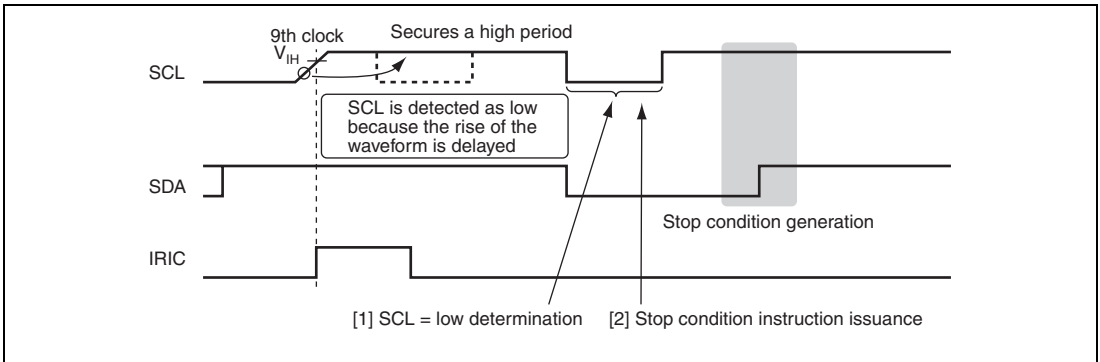 9th clock
V_IH
Secures a high period
SCL
SCL is detected as low
because the rise of the
waveform is delayed
SDA
Stop condition generation
IRIC
[1] SCL = low determination
[2] Stop condition instruction issuance